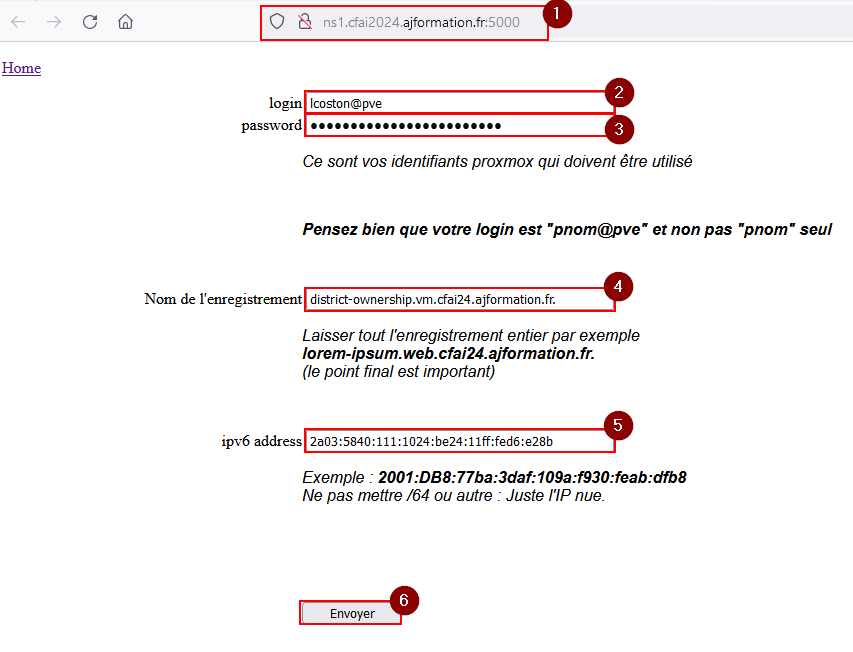 ns1.cfai2024.ajformation.fr:5000
1
Home
login lcoston@pve
2
password ••••••••••••••••••••••••
3
Ce sont vos identifiants proxmox qui doivent être utilisé
Pensez bien que votre login est "pnom@pve" et non pas "pnom" seul
Nom de l'enregistrement district-ownership.vm.cfai24.ajformation.fr.
4
Laisser tout l'enregistrement entier par exemple
lorem-ipsum.web.cfai24.ajformation.fr.
(le point final est important)
ipv6 address 2a03:5840:111:1024:be24:11ff:fed6:e28b
5
Exemple : 2001:DB8:77ba:3daf:109a:f930:feab:dfb8
Ne pas mettre /64 ou autre : Juste l'IP nue.
Envoyer
6